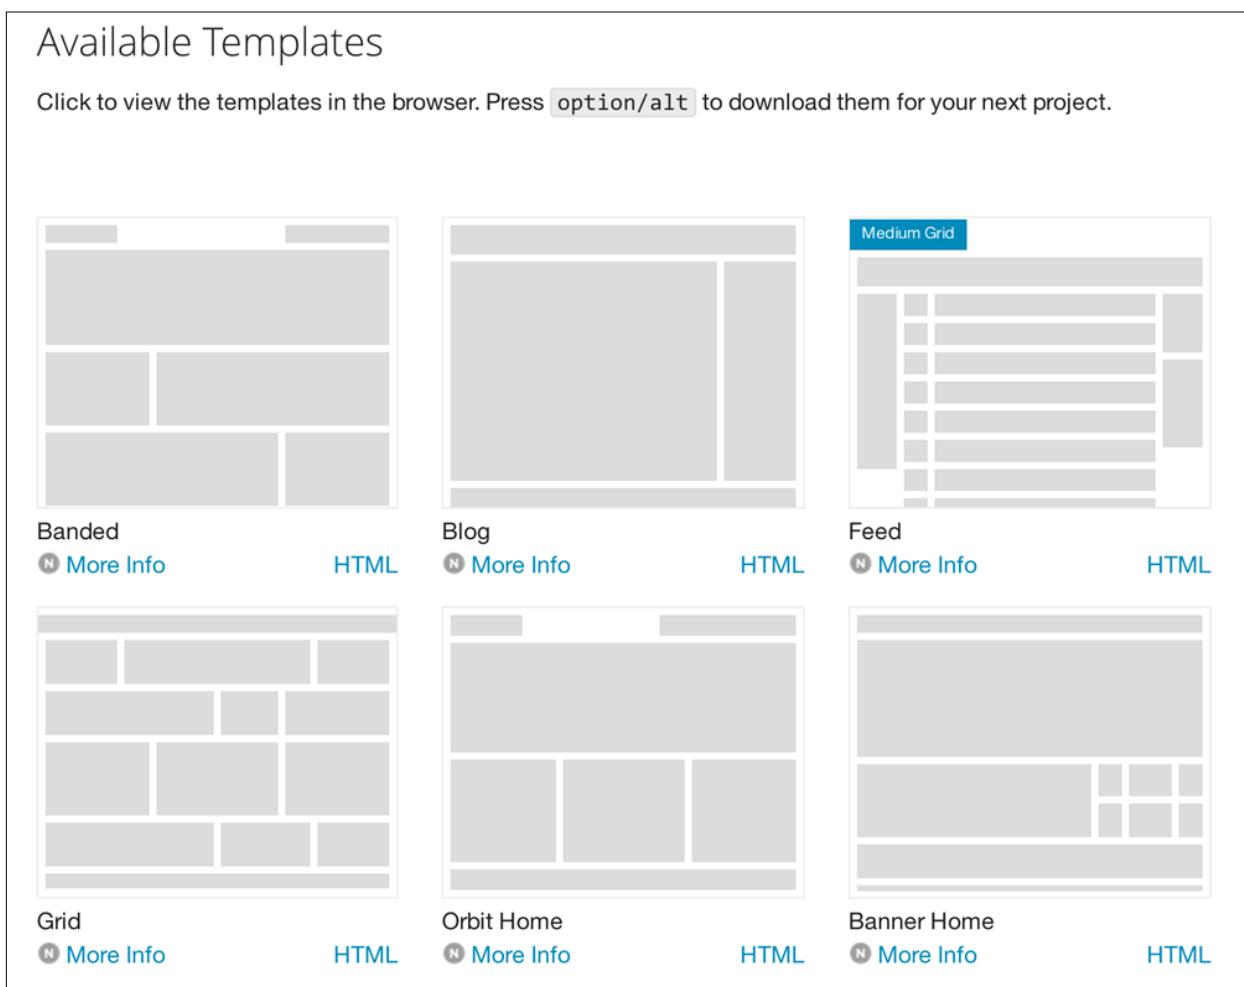 Available Templates
Click to view the templates in the browser. Press option/alt to download them for your next project.
Medium Grid
Banded
N More Info HTML
Blog
N More Info HTML
Feed
N More Info HTML
Grid
N More Info HTML
Orbit Home
N More Info HTML
Banner Home
N More Info HTML